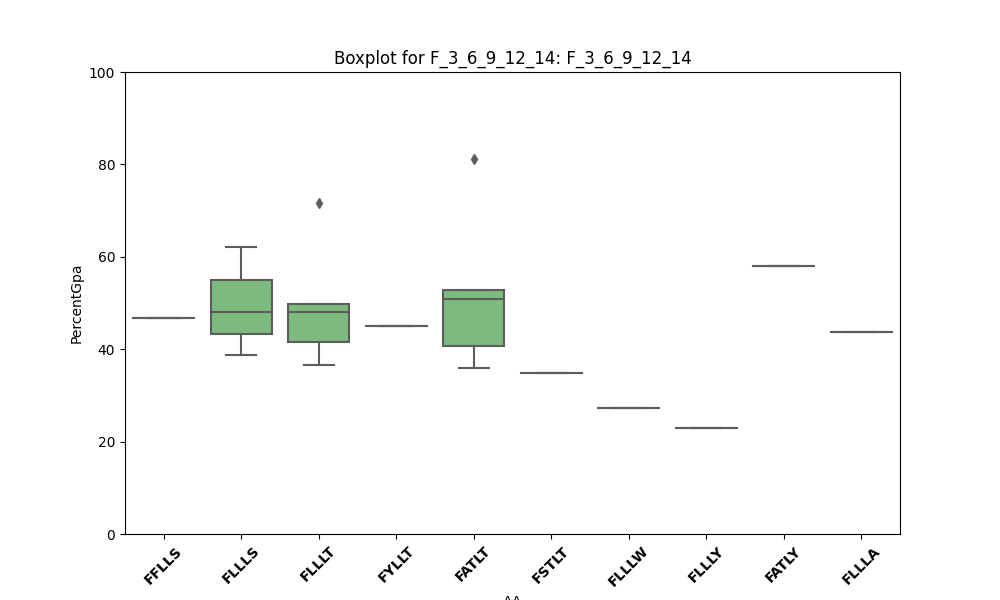 Boxplot for F_3_6_9_12_14: F_3_6_9_12_14
100
80
60
40
20
0
PercentGpa
FFLLS
FLLLS
FLLLT
FYLLT
FATLT
FSTLT
FLLLW
FLLLY
FATLY
FLLLA
AA